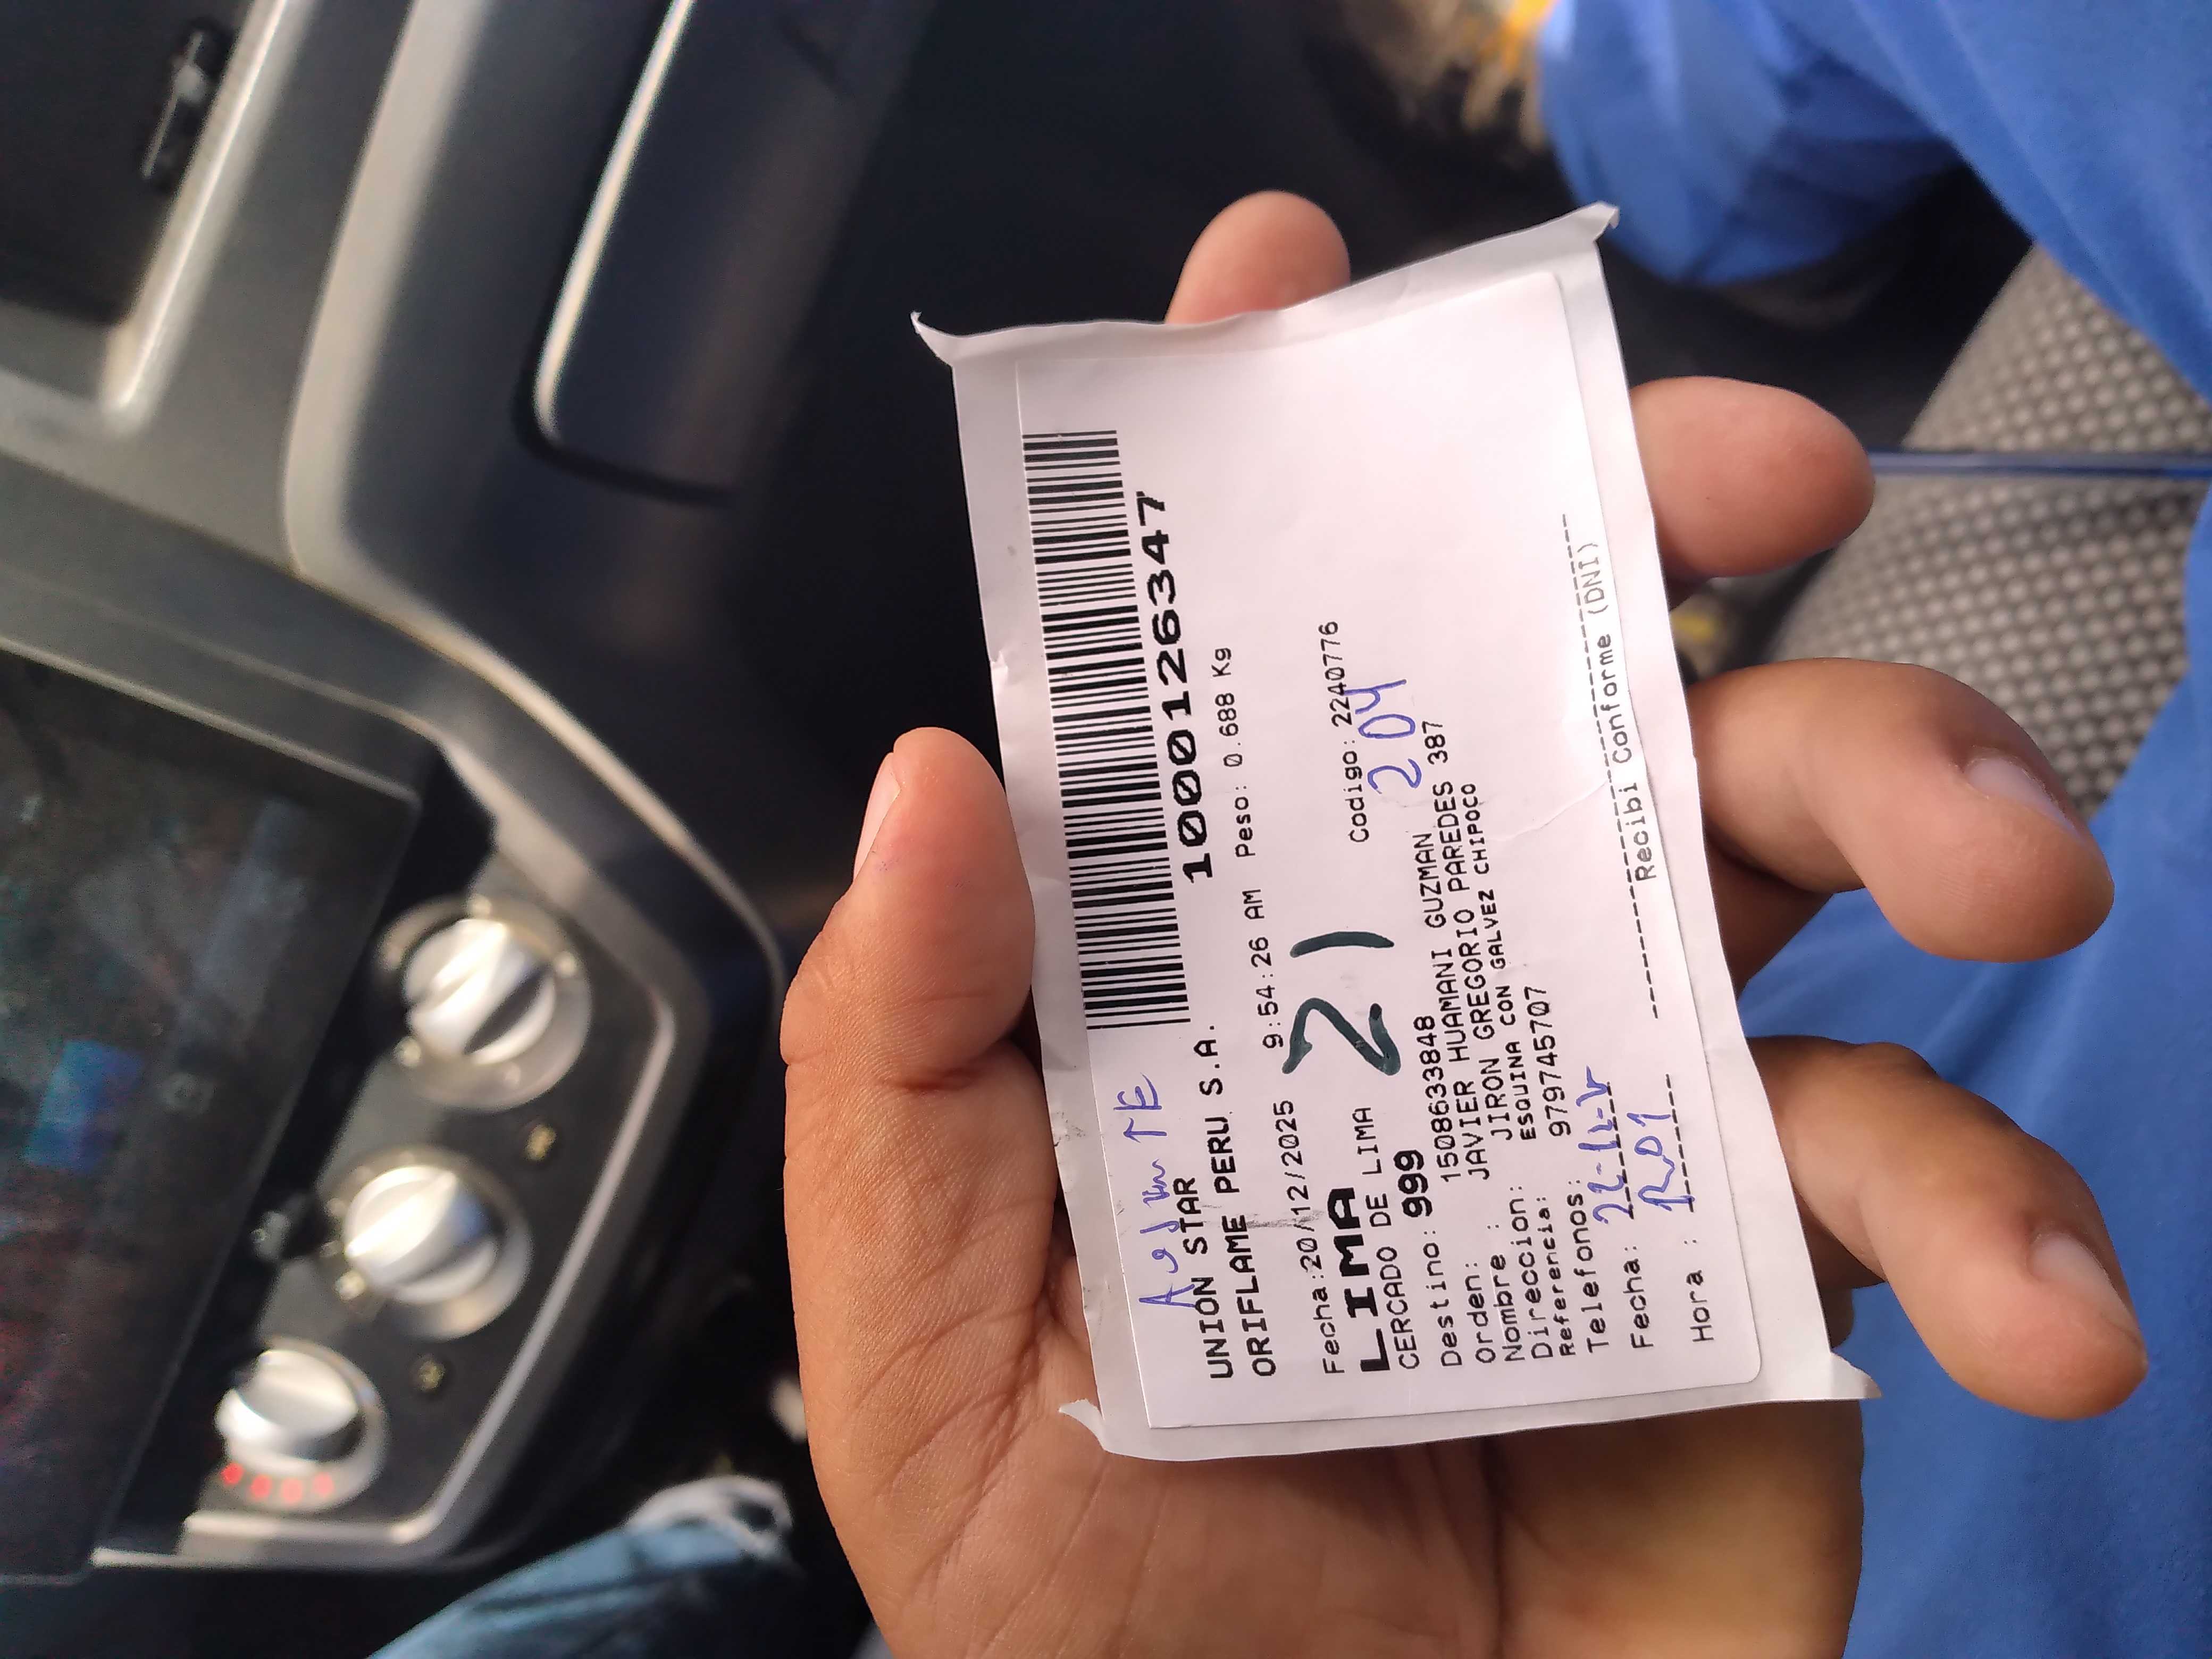 1000126347
UNION STAR
ORIFLAME PERU S.A.
Fecha:20/12/2025 9:54:26 AM Peso: 0.688 Kg
LIMA 21
CERCADO DE LIMA Codigo: 2240776
Destino: 999 204
Orden: 1508633848
Nombre : JAVIER HUAMANI GUZMAN
Direccion: JIRON GREGORIO PAREDES 387
Referencia: ESQUINA CON GALVEZ CHIPOCO
Telefonos: 979745707
Fecha:
Hora : R01
Recibi Conforme (DNI)